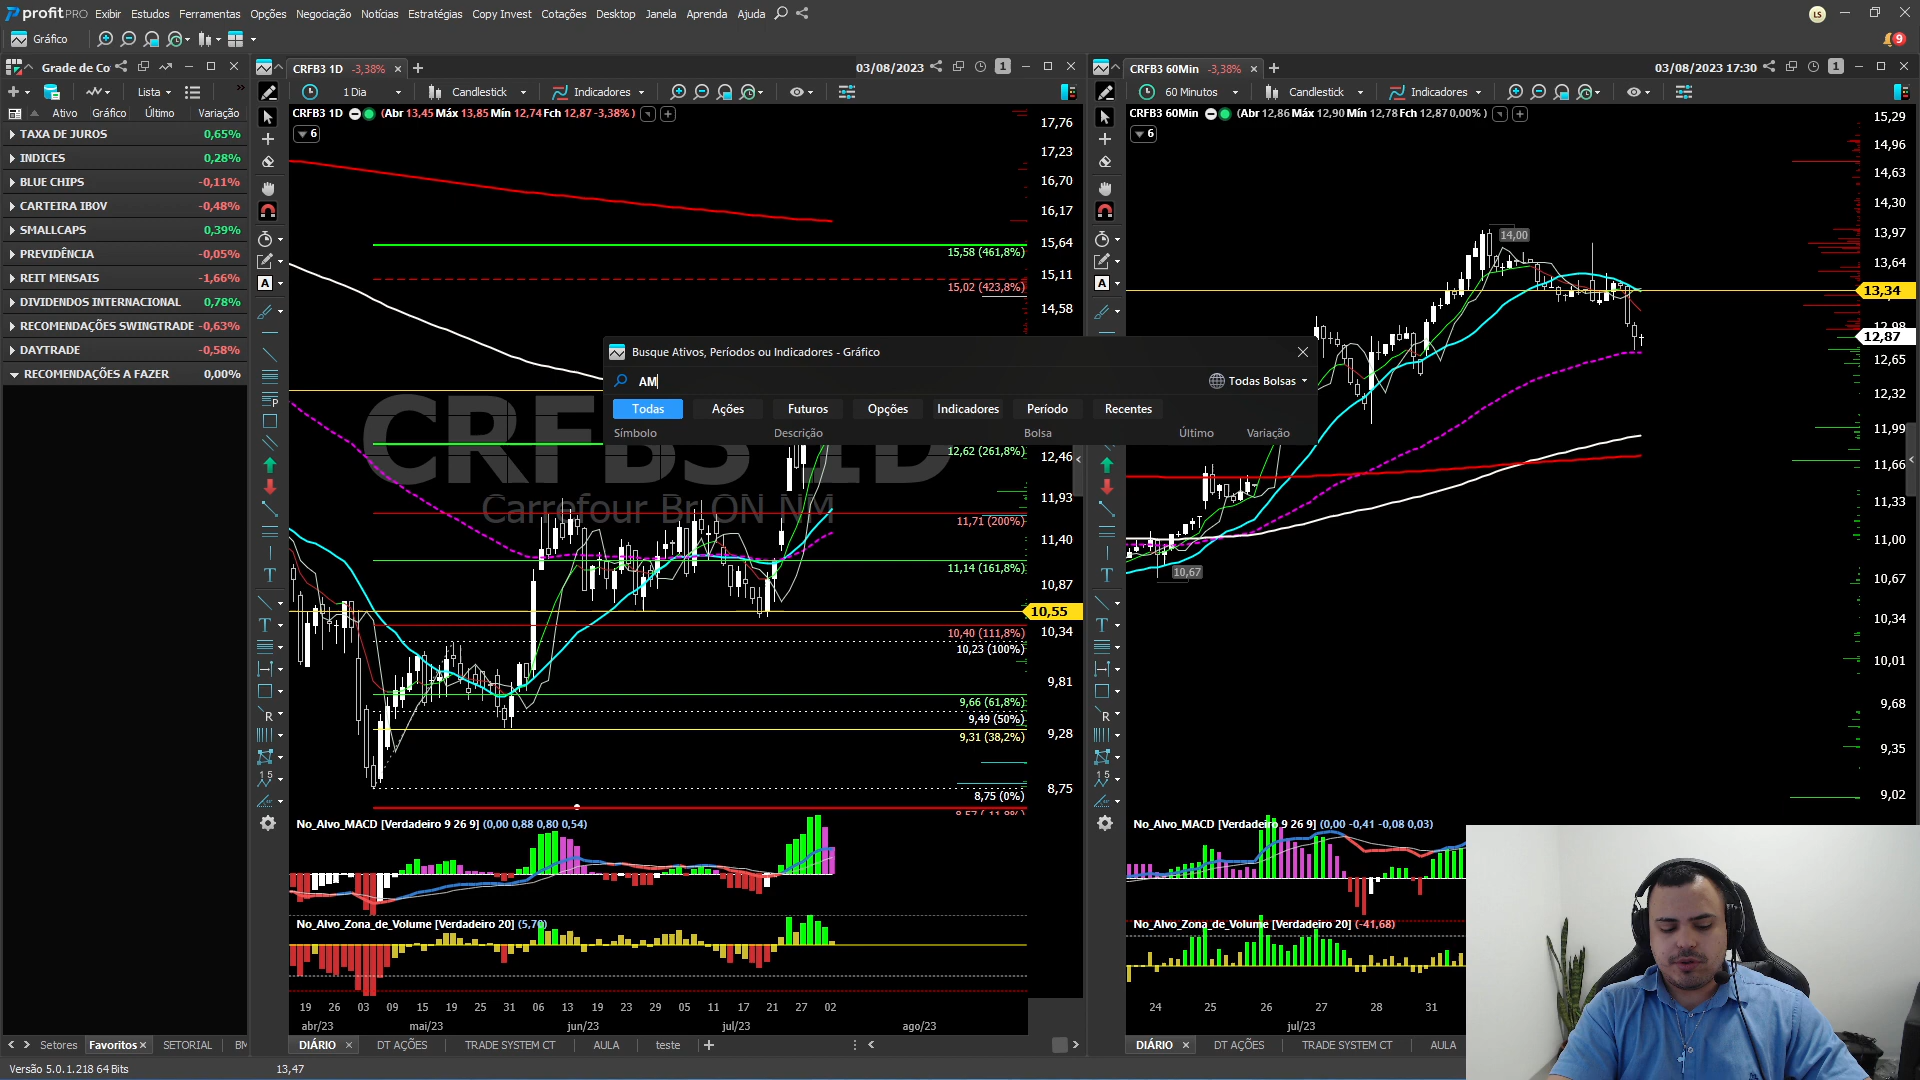 profitPRO Exibir Estudos Ferramentas Opções Negociação Notícias Estratégias Copy Invest Cotações Desktop Janela Aprenda Ajuda
LS
Gráfico
9
Grade de Co
Lista
Ativo Gráfico Último Variação
TAXA DE JUROS 0,65%
INDICES 0,28%
BLUE CHIPS -0,11%
CARTEIRA IBOV -0,48%
SMALLCAPS 0,39%
PREVIDÊNCIA -0,05%
REIT MENSAIS -1,66%
DIVIDENDOS INTERNACIONAL 0,78%
RECOMENDAÇÕES SWINGTRADE -0,63%
DAYTRADE -0,58%
RECOMENDAÇÕES A FAZER 0,00%
Setores Favoritos SETORIAL BM
Versão 5.0.1.218 64 Bits
13,47
CRFB3 1D -3,38%
03/08/2023
1
1 Dia Candlestick Indicadores
CRFB3 1D (Abr 13,45 Máx 13,85 Mín 12,74 Fch 12,87 -3,38% )
6
17,76
17,23
16,70
16,17
15,64
15,58 (461,8%)
15,11
15,02 (423,8%)
14,58
Busque Ativos, Períodos ou Indicadores - Gráfico
AM
Todas Bolsas
Todas Ações Futuros Opções Indicadores Período Recentes
Símbolo Descrição Bolsa Último Variação
CRFB3 1D
Carrefour Br ON NM
12,62 (261,8%)
12,46
11,93
11,71 (200%)
11,40
11,14 (161,8%)
10,87
10,55
10,40 (111,8%)
10,34
10,23 (100%)
9,81
9,66 (61,8%)
9,49 (50%)
9,31 (38,2%)
9,28
8,75 (0%)
8,75
No_Alvo_MACD [Verdadeiro 9 26 9] (0,00 0,88 0,80 0,54)
No_Alvo_Zona_de_Volume [Verdadeiro 20] (5,70)
19 26 03 09 15 19 25 31 06 13 19 23 29 05 11 17 21 27 02
abr/23 mai/23 jun/23 jul/23 ago/23
DIÁRIO DT AÇÕES TRADE SYSTEM CT AULA teste
CRFB3 60Min -3,38%
03/08/2023 17:30
1
60 Minutos Candlestick Indicadores
CRFB3 60Min (Abr 12,86 Máx 12,90 Mín 12,78 Fch 12,87 0,00% )
6
15,29
14,96
14,63
14,30
14,00
13,97
13,64
13,34
12,98
12,87
12,65
12,32
11,99
11,66
11,33
11,00
10,67
10,67
10,34
10,01
9,68
9,35
9,02
No_Alvo_MACD [Verdadeiro 9 26 9] (0,00 -0,41 -0,08 0,03)
No_Alvo_Zona_de_Volume [Verdadeiro 20] (-41,68)
24 25 26 27 28 31
jul/23
DIÁRIO DT AÇÕES TRADE SYSTEM CT AULA